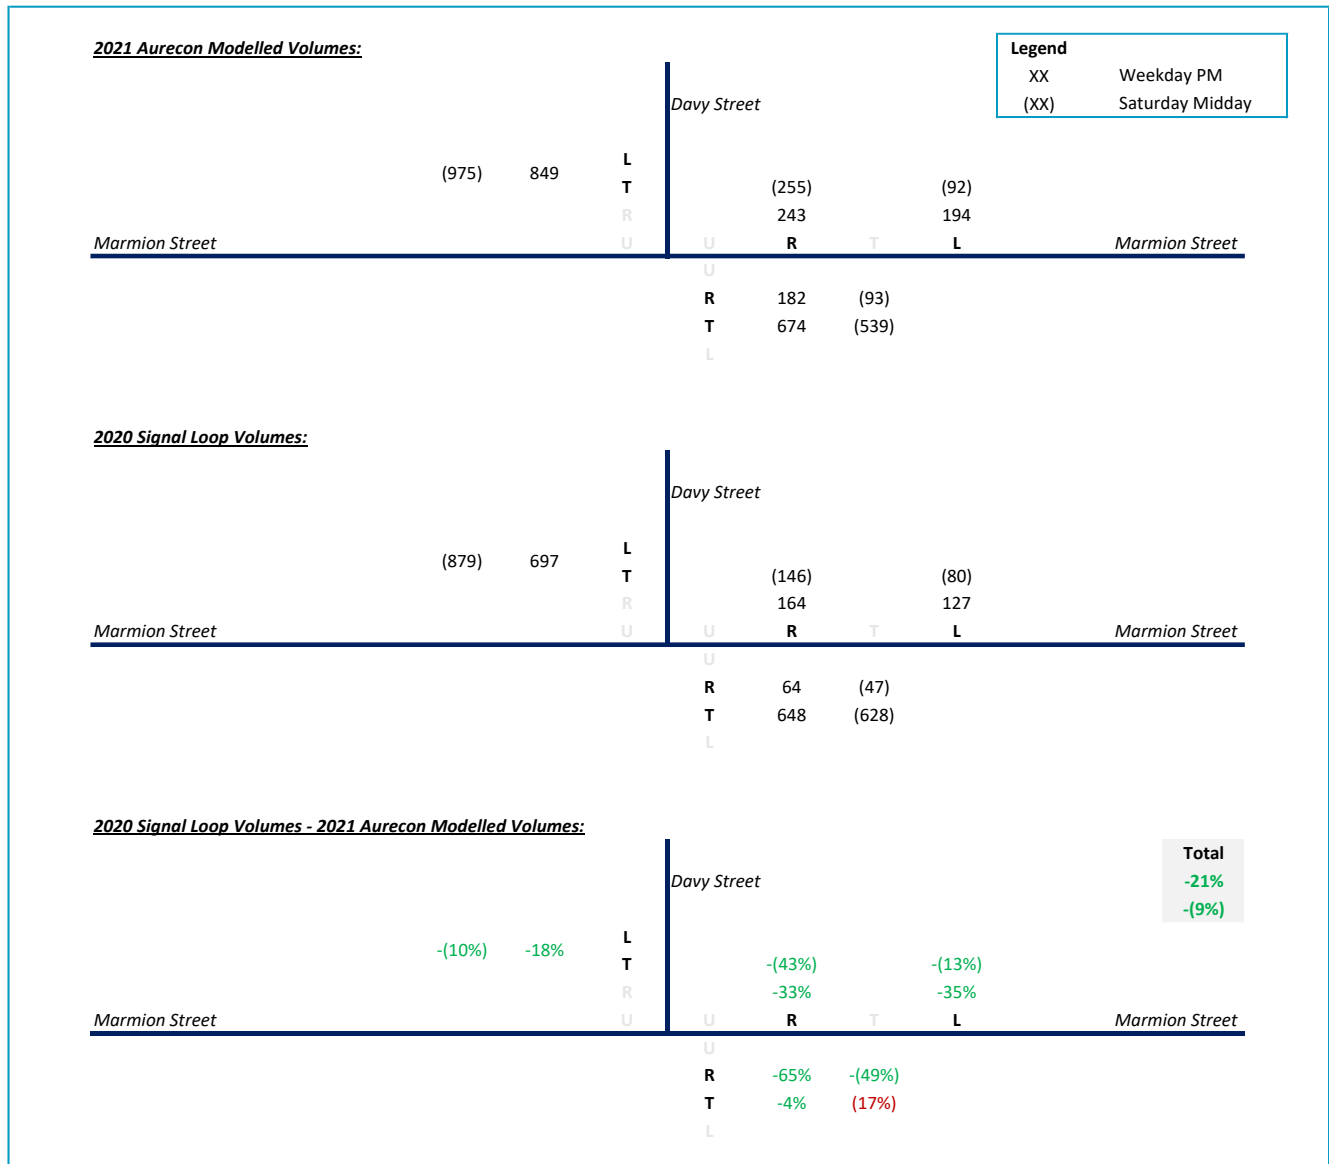 2021 Aurecon Modelled Volumes:
Legend
XX Weekday PM
(XX) Saturday Midday
Davy Street
(975) 849 L
T (255) (92)
R 243 194
Marmion Street U U R T L Marmion Street
U
R 182 (93)
T 674 (539)
L
2020 Signal Loop Volumes:
Davy Street
(879) 697 L
T (146) (80)
R 164 127
Marmion Street U U R T L Marmion Street
U
R 64 (47)
T 648 (628)
L
2020 Signal Loop Volumes - 2021 Aurecon Modelled Volumes:
Total
Davy Street -21%
-(9%)
-(10%) -18% L
T -(43%) -(13%)
R -33% -35%
Marmion Street U U R T L Marmion Street
U
R -65% -(49%)
T -4% (17%)
L